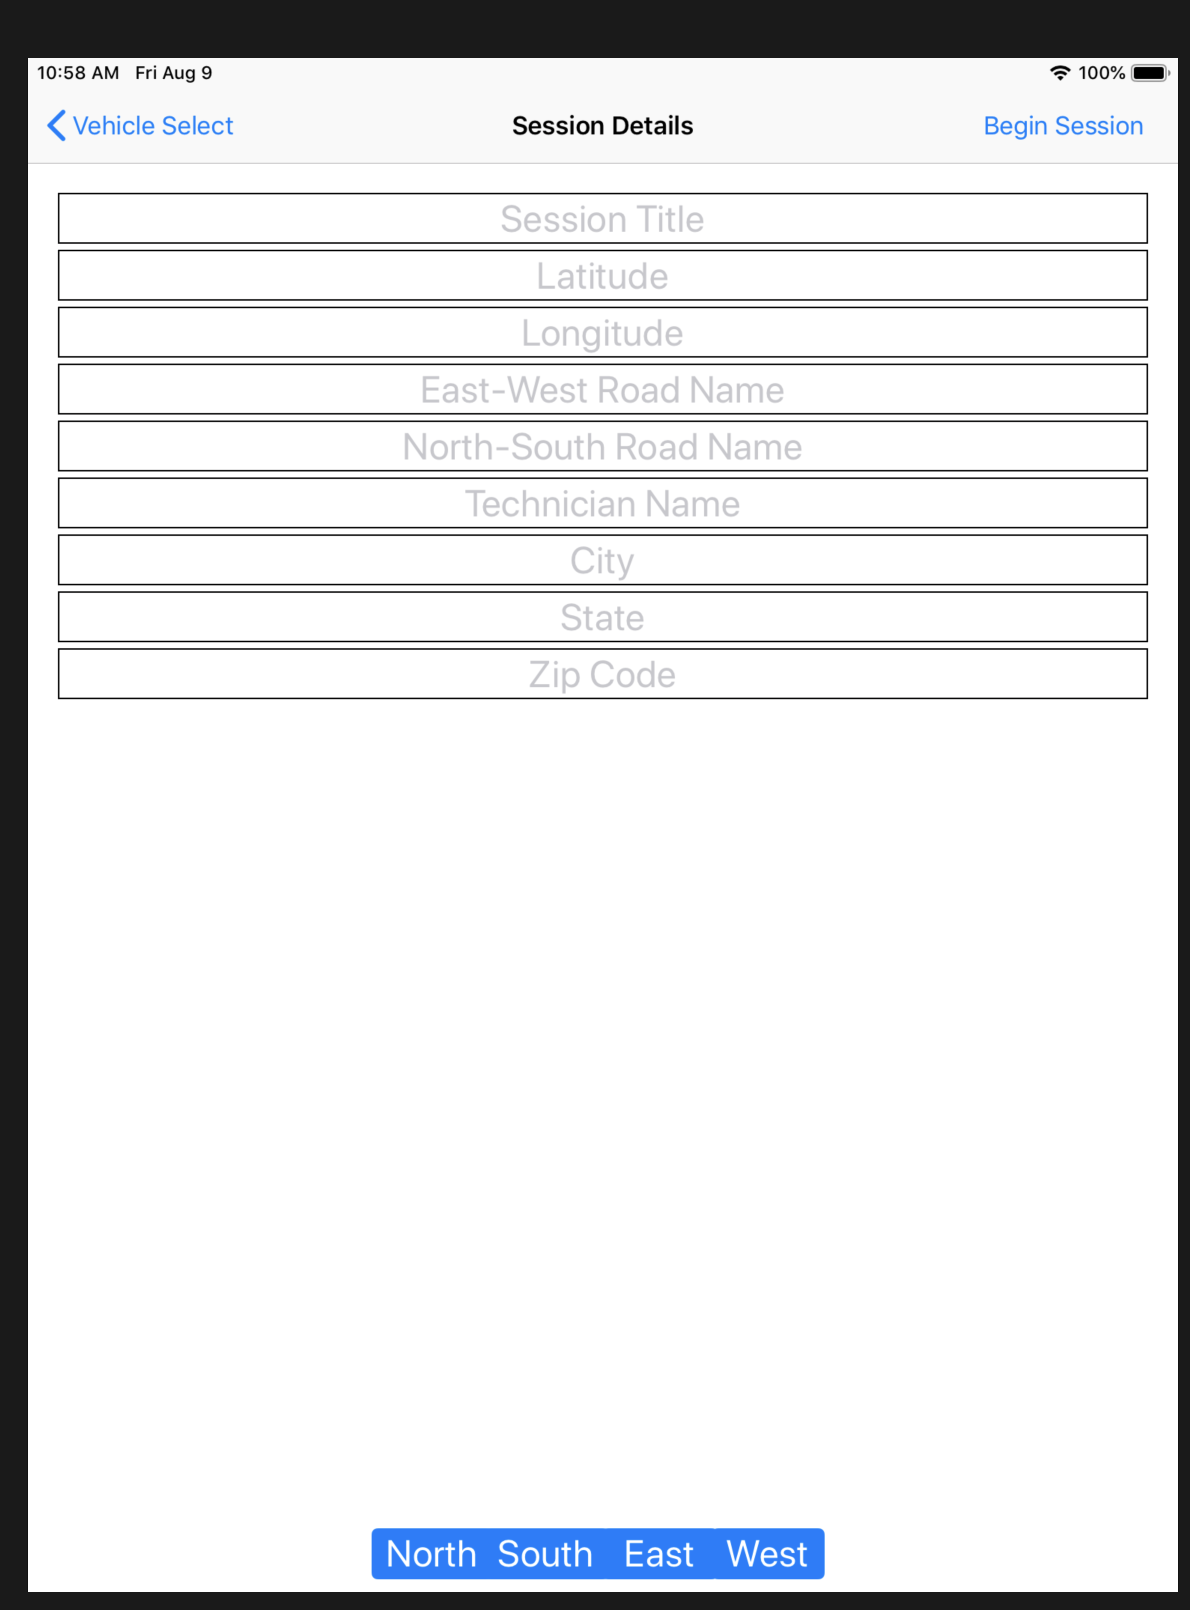 10:58 AM Fri Aug 9 100%
Vehicle Select Session Details Begin Session
Session Title
Latitude
Longitude
East-West Road Name
North-South Road Name
Technician Name
City
State
Zip Code
North South East West